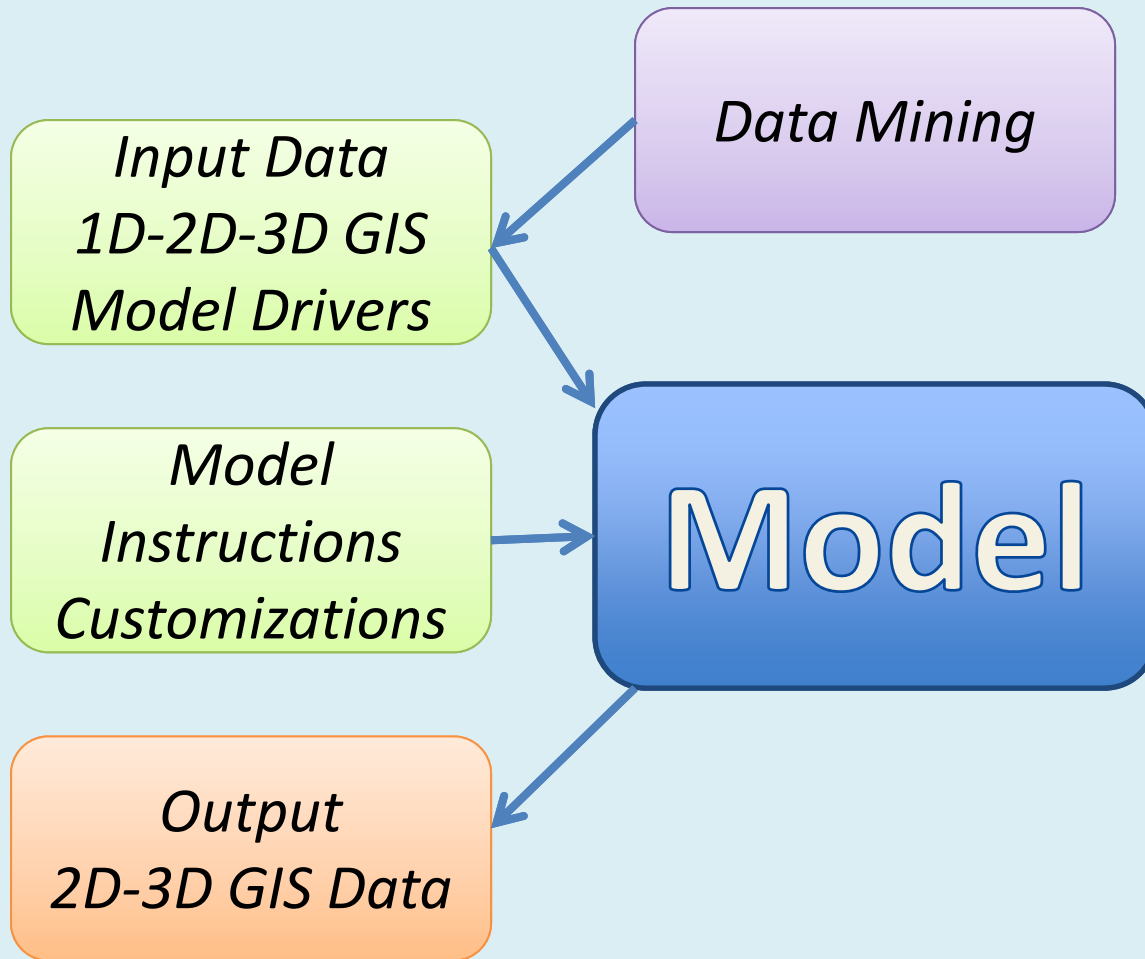 Data Mining
Input Data
1D-2D-3D GIS
Model Drivers
Model
Instructions
Customizations
Model
Output
2D-3D GIS Data